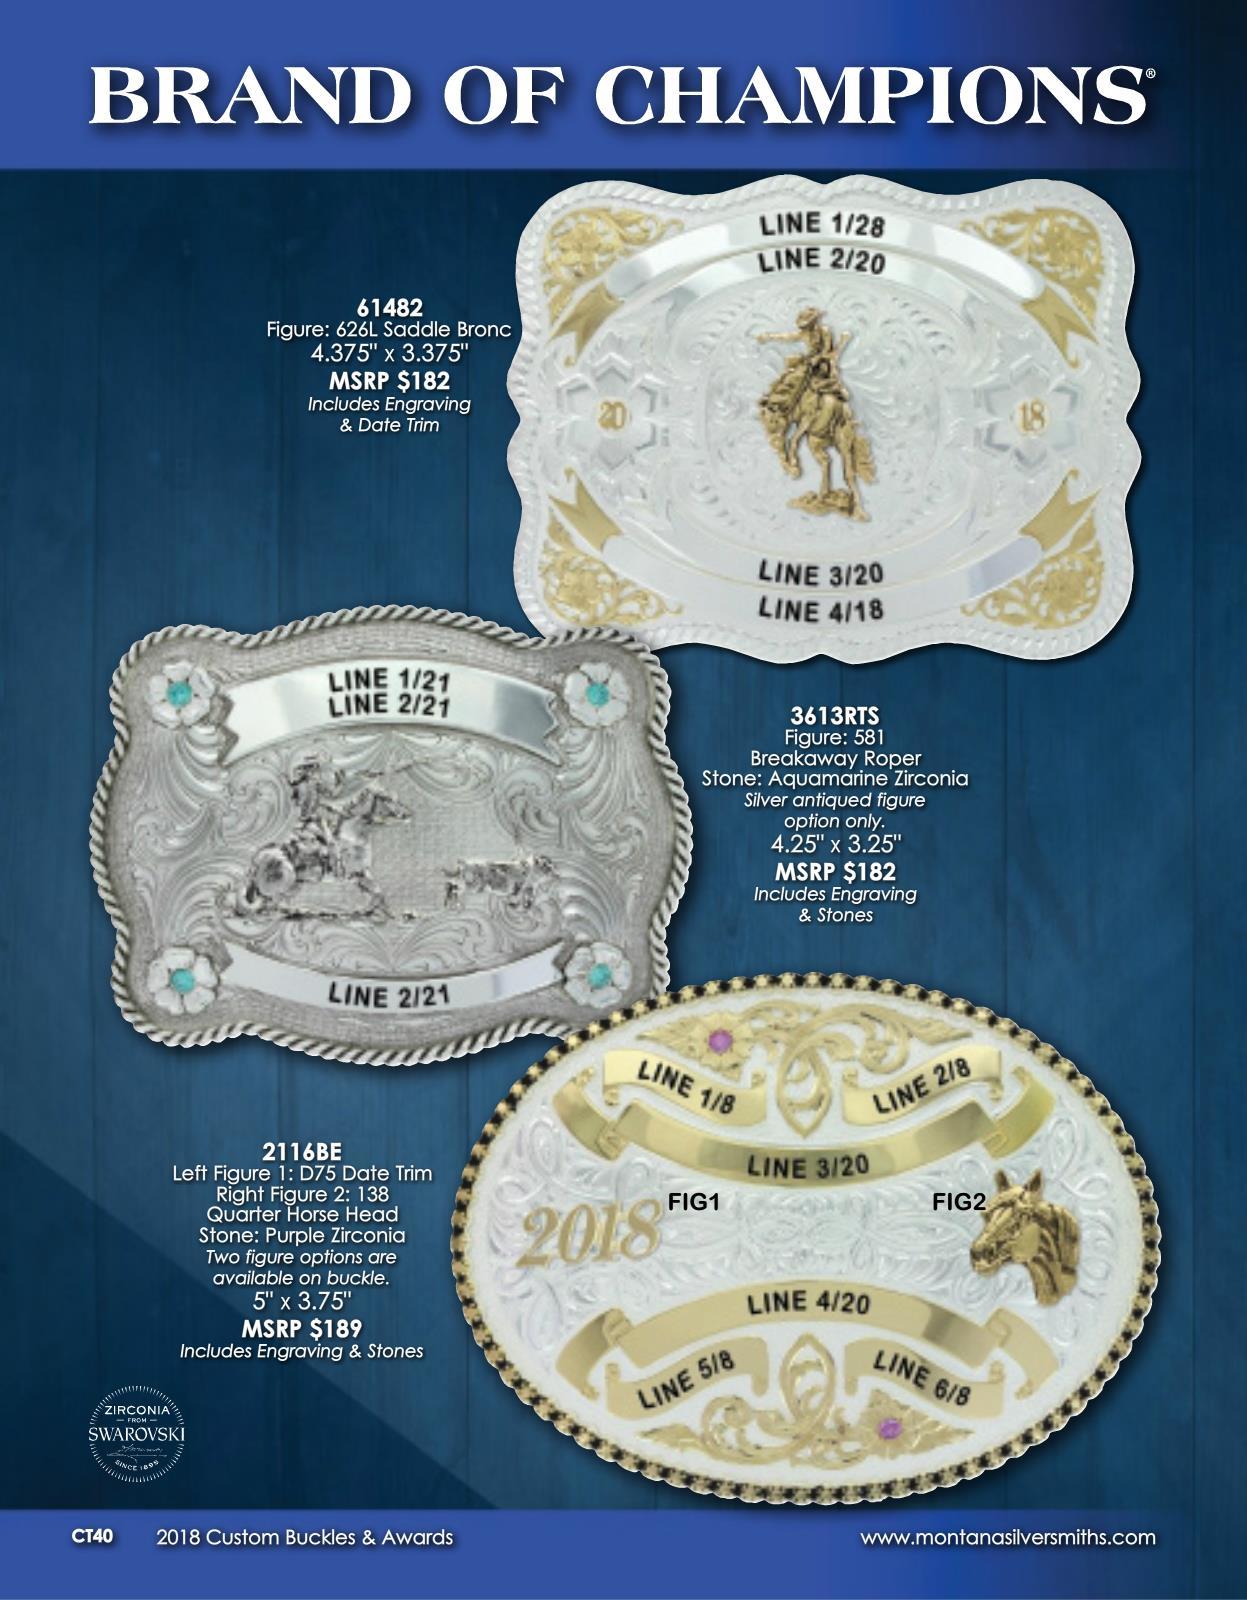 BRAND OF CHAMPIONS®
LINE 1/28
LINE 2/20
20
18
LINE 3/20
LINE 4/18
61482
Figure: 626L Saddle Bronc
4.375" x 3.375"
MSRP $182
Includes Engraving
& Date Trim
LINE 1/21
LINE 2/21
LINE 2/21
3613RTS
Figure: 581
Breakaway Roper
Stone: Aquamarine Zirconia
Silver antiqued figure
option only.
4.25" x 3.25"
MSRP $182
Includes Engraving
& Stones
LINE 1/8
LINE 2/8
LINE 3/20
FIG1
FIG2
2018
LINE 4/20
LINE 5/8
LINE 6/8
2116BE
Left Figure 1: D75 Date Trim
Right Figure 2: 138
Quarter Horse Head
Stone: Purple Zirconia
Two figure options are
available on buckle.
5" x 3.75"
MSRP $189
Includes Engraving & Stones
ZIRCONIA
FROM
SWAROVSKI
SINCE 1895
CT40 2018 Custom Buckles & Awards
www.montanasilversmiths.com